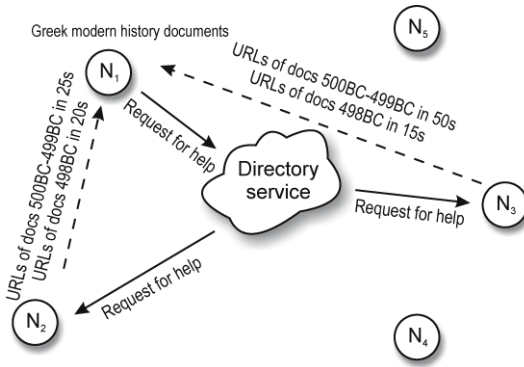 Greek modern history documents
N1
N5
URLs of docs 500BC-499BC in 50s
URLs of docs 498BC in 15s
Request for help
URLs of docs 500BC-499BC in 25s
URLs of docs 498BC in 20s
Directory
service
Request for help
N3
Request for help
N2
N4